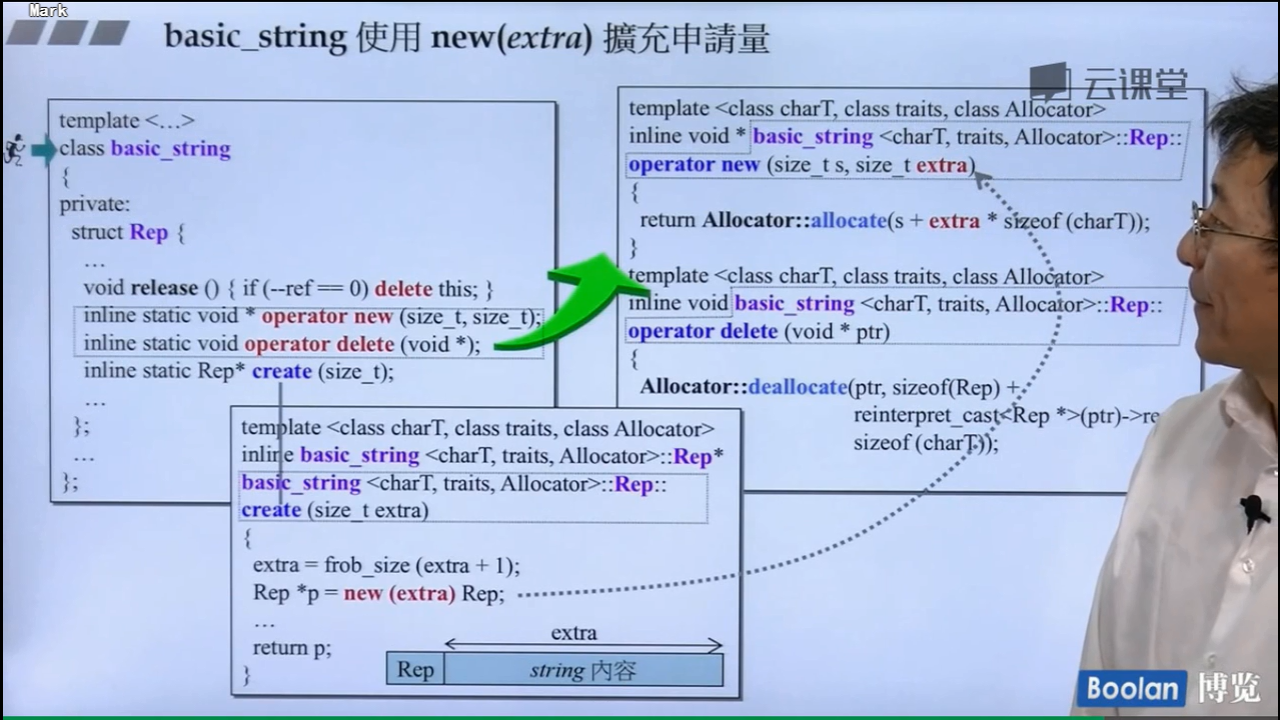 Mark
basic_string 使用 new(extra) 擴充申請量
云课堂
template <…>
class basic_string
{
private:
struct Rep {
…
void release () { if (--ref == 0) delete this; }
inline static void * operator new (size_t, size_t);
inline static void operator delete (void *);
inline static Rep* create (size_t);
…
};
…
};
template <class charT, class traits, class Allocator>
inline void * basic_string <charT, traits, Allocator>::Rep::
operator new (size_t s, size_t extra)
{
return Allocator::allocate(s + extra * sizeof (charT));
}
template <class charT, class traits, class Allocator>
inline void basic_string <charT, traits, Allocator>::Rep::
operator delete (void * ptr)
{
Allocator::deallocate(ptr, sizeof(Rep) +
reinterpret_cast<Rep *>(ptr)->re
sizeof (charT));
template <class charT, class traits, class Allocator>
inline basic_string <charT, traits, Allocator>::Rep*
basic_string <charT, traits, Allocator>::Rep::
create (size_t extra)
{
extra = frob_size (extra + 1);
Rep *p = new (extra) Rep;
…
return p;
}
extra
Rep string 內容
Boolan 博览